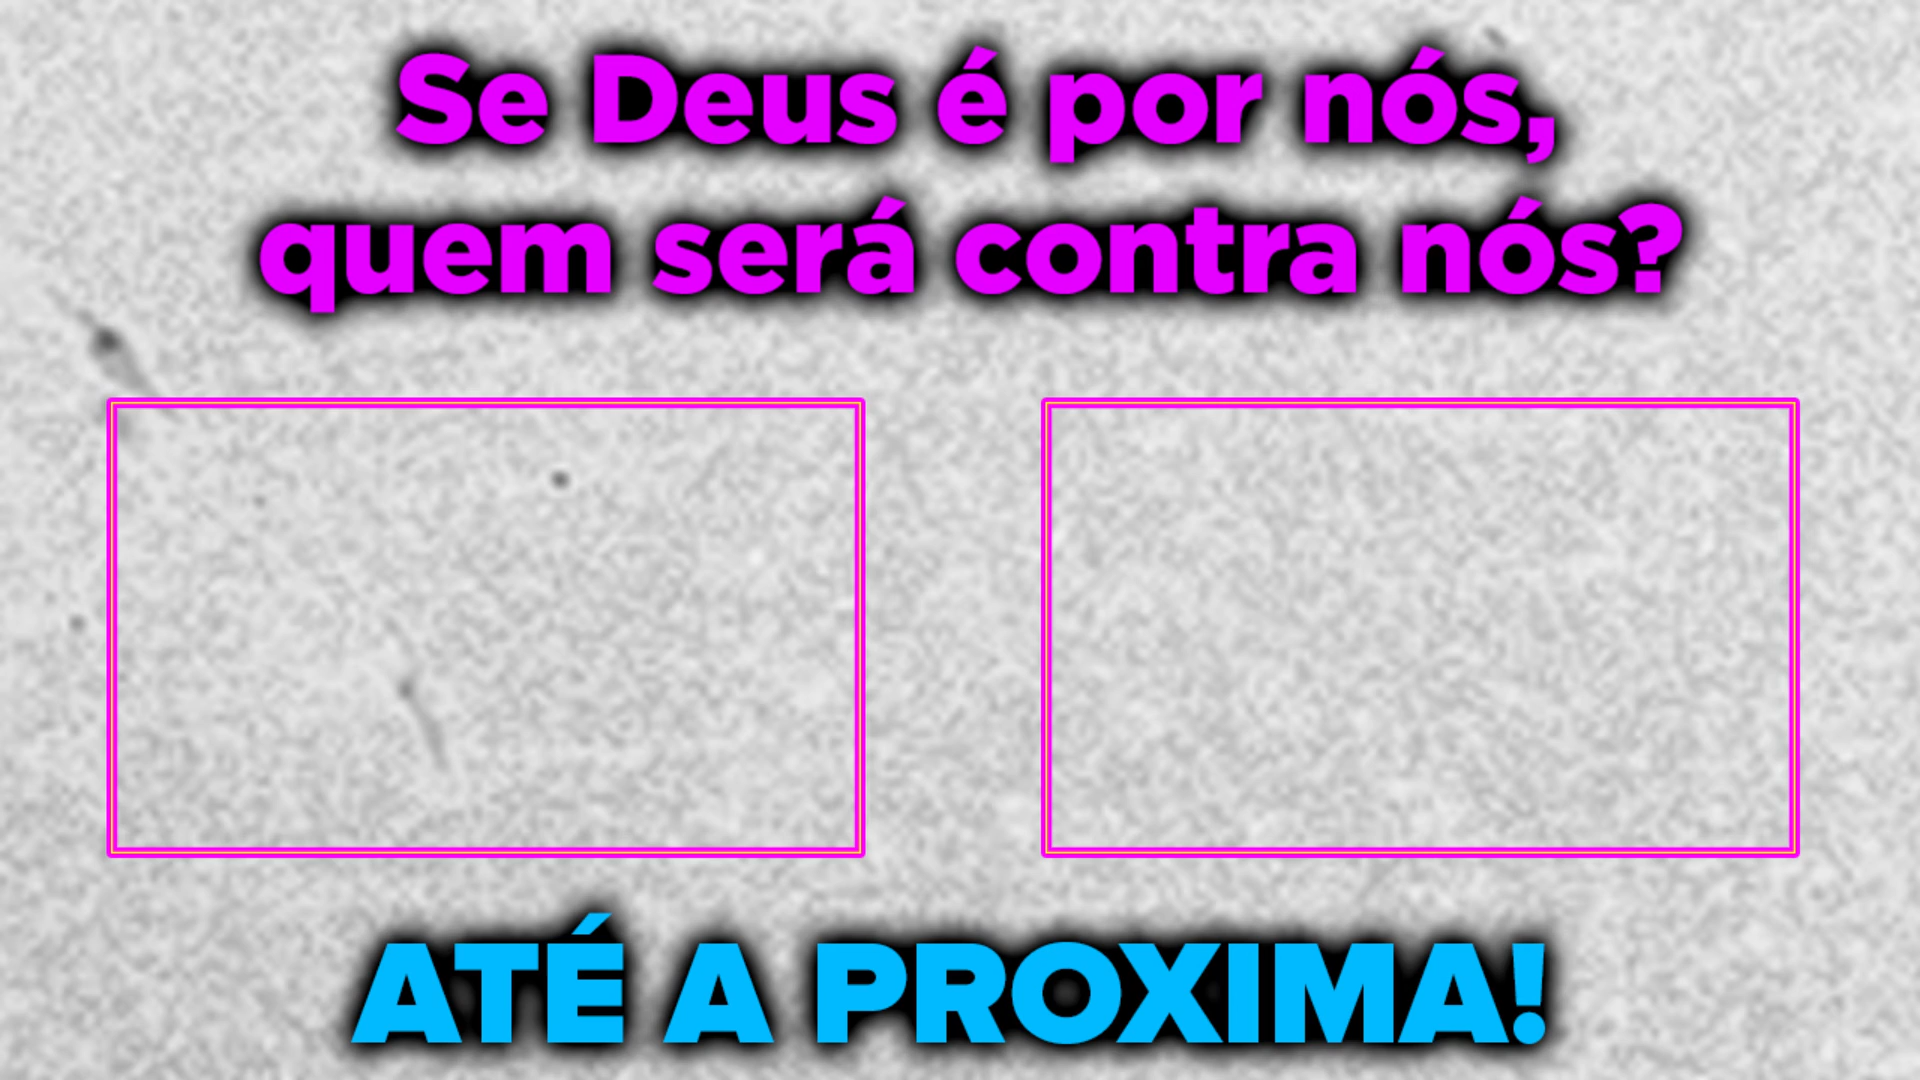 Se Deus é por nós,
quem será contra nós?
ATÉ A PROXIMA!